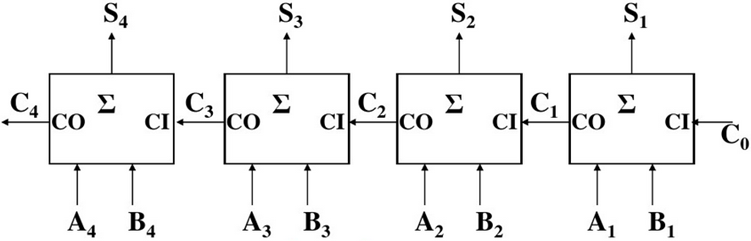 S₄ S₃ S₂ S₁
C₄ CO Σ CI C₃ CO Σ CI C₂ CO Σ CI C₁ CO Σ CI C₀
A₄ B₄ A₃ B₃ A₂ B₂ A₁ B₁